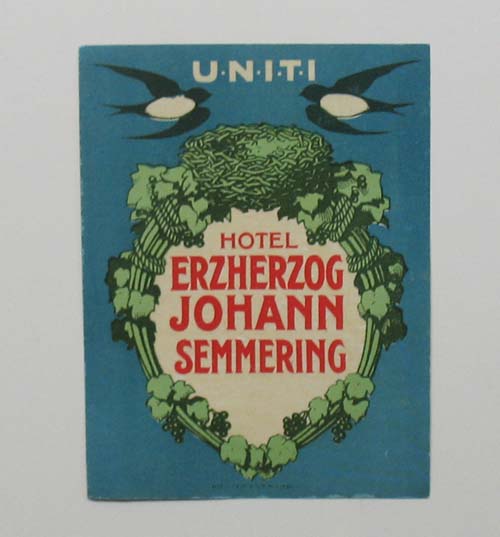 U·N·I·T·I
HOTEL
ERZHERZOG
JOHANN
SEMMERING